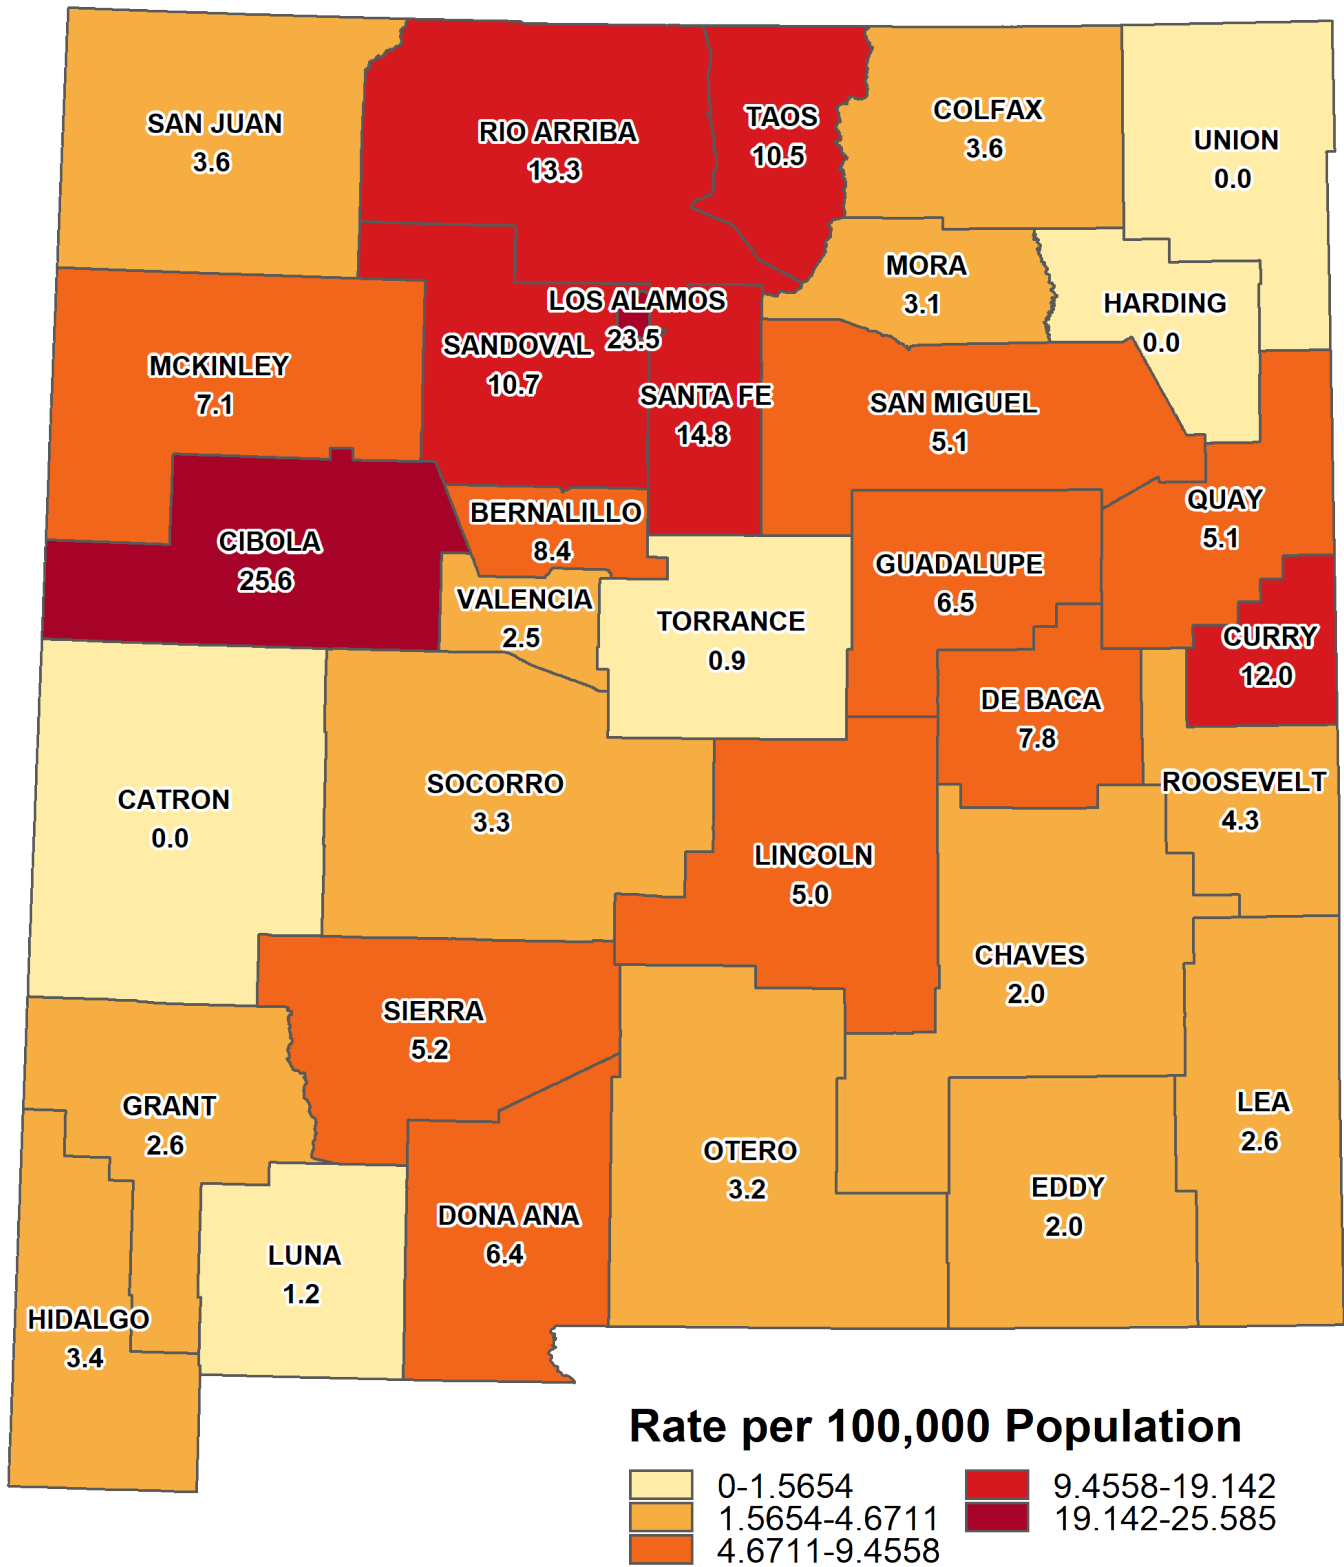 SAN JUAN
3.6
RIO ARRIBA
13.3
TAOS
10.5
COLFAX
3.6
UNION
0.0
MORA
3.1
HARDING
0.0
LOS ALAMOS
23.5
SANDOVAL
10.7
SANTA FE
14.8
MCKINLEY
7.1
SAN MIGUEL
5.1
QUAY
5.1
CIBOLA
25.6
BERNALILLO
8.4
GUADALUPE
6.5
VALENCIA
2.5
TORRANCE
0.9
CURRY
12.0
DE BACA
7.8
CATRON
0.0
SOCORRO
3.3
ROOSEVELT
4.3
LINCOLN
5.0
CHAVES
2.0
SIERRA
5.2
GRANT
2.6
LEA
2.6
OTERO
3.2
EDDY
2.0
DONA ANA
6.4
LUNA
1.2
HIDALGO
3.4
Rate per 100,000 Population
0-1.5654
1.5654-4.6711
4.6711-9.4558
9.4558-19.142
19.142-25.585